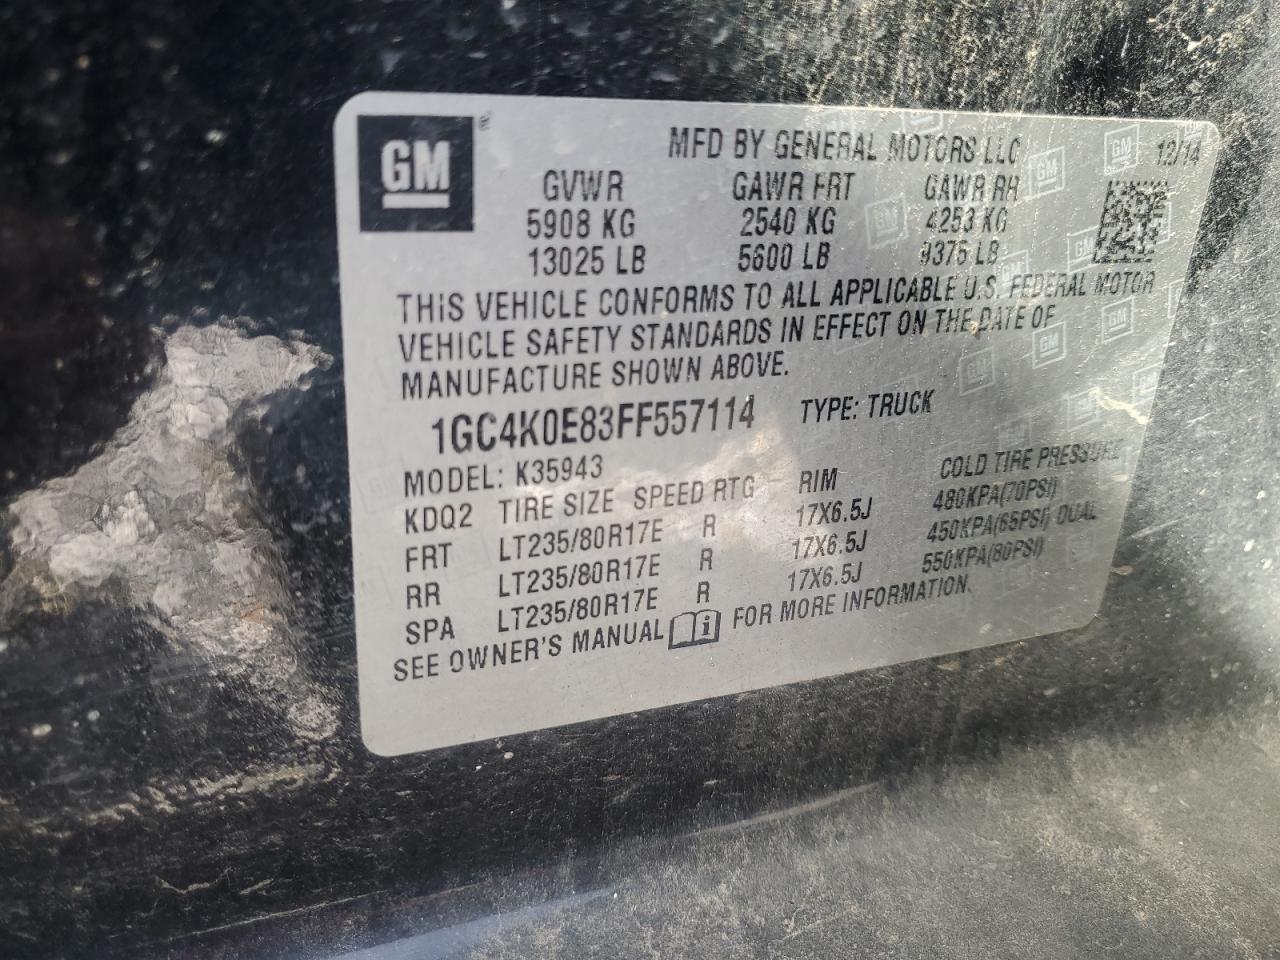 GM ®
MFD BY GENERAL MOTORS LLC 12/14
GVWR GAWR FRT GAWR RR
5908 KG 2540 KG 4253 KG
13025 LB 5600 LB 9375 LB
THIS VEHICLE CONFORMS TO ALL APPLICABLE U.S. FEDERAL MOTOR
VEHICLE SAFETY STANDARDS IN EFFECT ON THE DATE OF
MANUFACTURE SHOWN ABOVE.
1GC4K0E83FF557114 TYPE: TRUCK
MODEL: K35943
KDQ2 TIRE SIZE SPEED RTG RIM COLD TIRE PRESSURE
FRT LT235/80R17E R 17X6.5J 480KPA(70PSI)
RR LT235/80R17E R 17X6.5J 450KPA(65PSI) DUAL
SPA LT235/80R17E R 17X6.5J 550KPA(80PSI)
SEE OWNER'S MANUAL i FOR MORE INFORMATION.